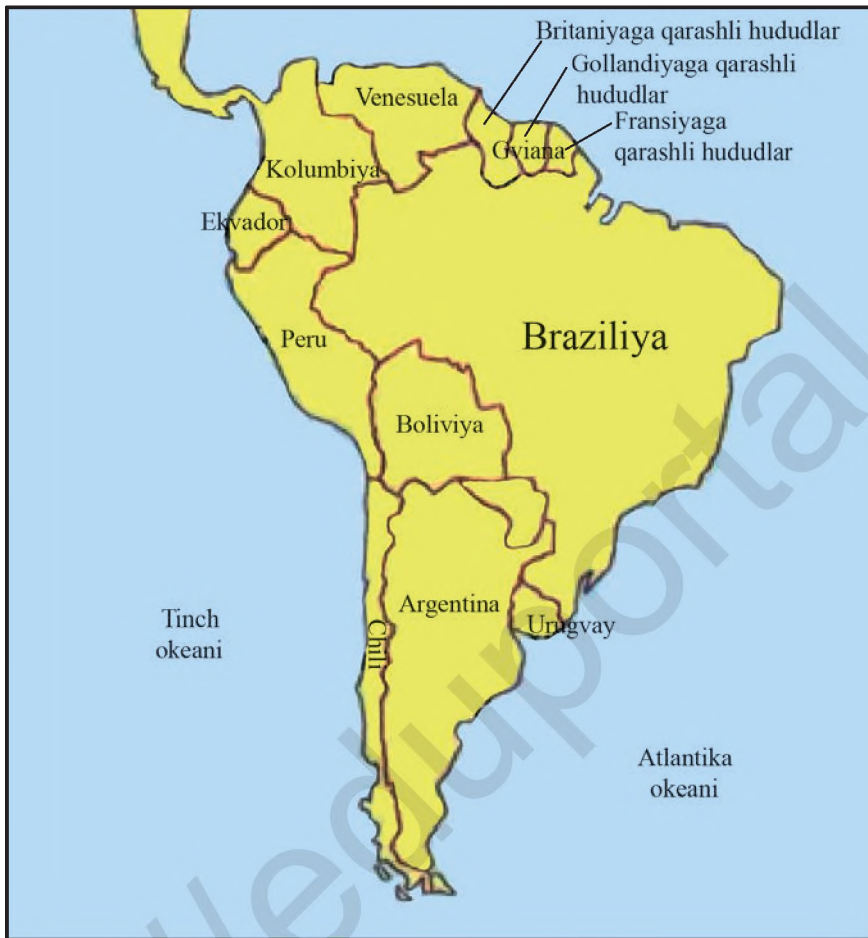 Britaniyaga qarashli hududlar
Gollandiyaga qarashli
hududlar
Fransiyaga
qarashli hududlar
Venesuela
Gviana
Kolumbiya
Ekvador
Peru
Braziliya
Boliviya
Argentina
Urugvay
Chili
Tinch
okeani
Atlantika
okeani
//eduportal